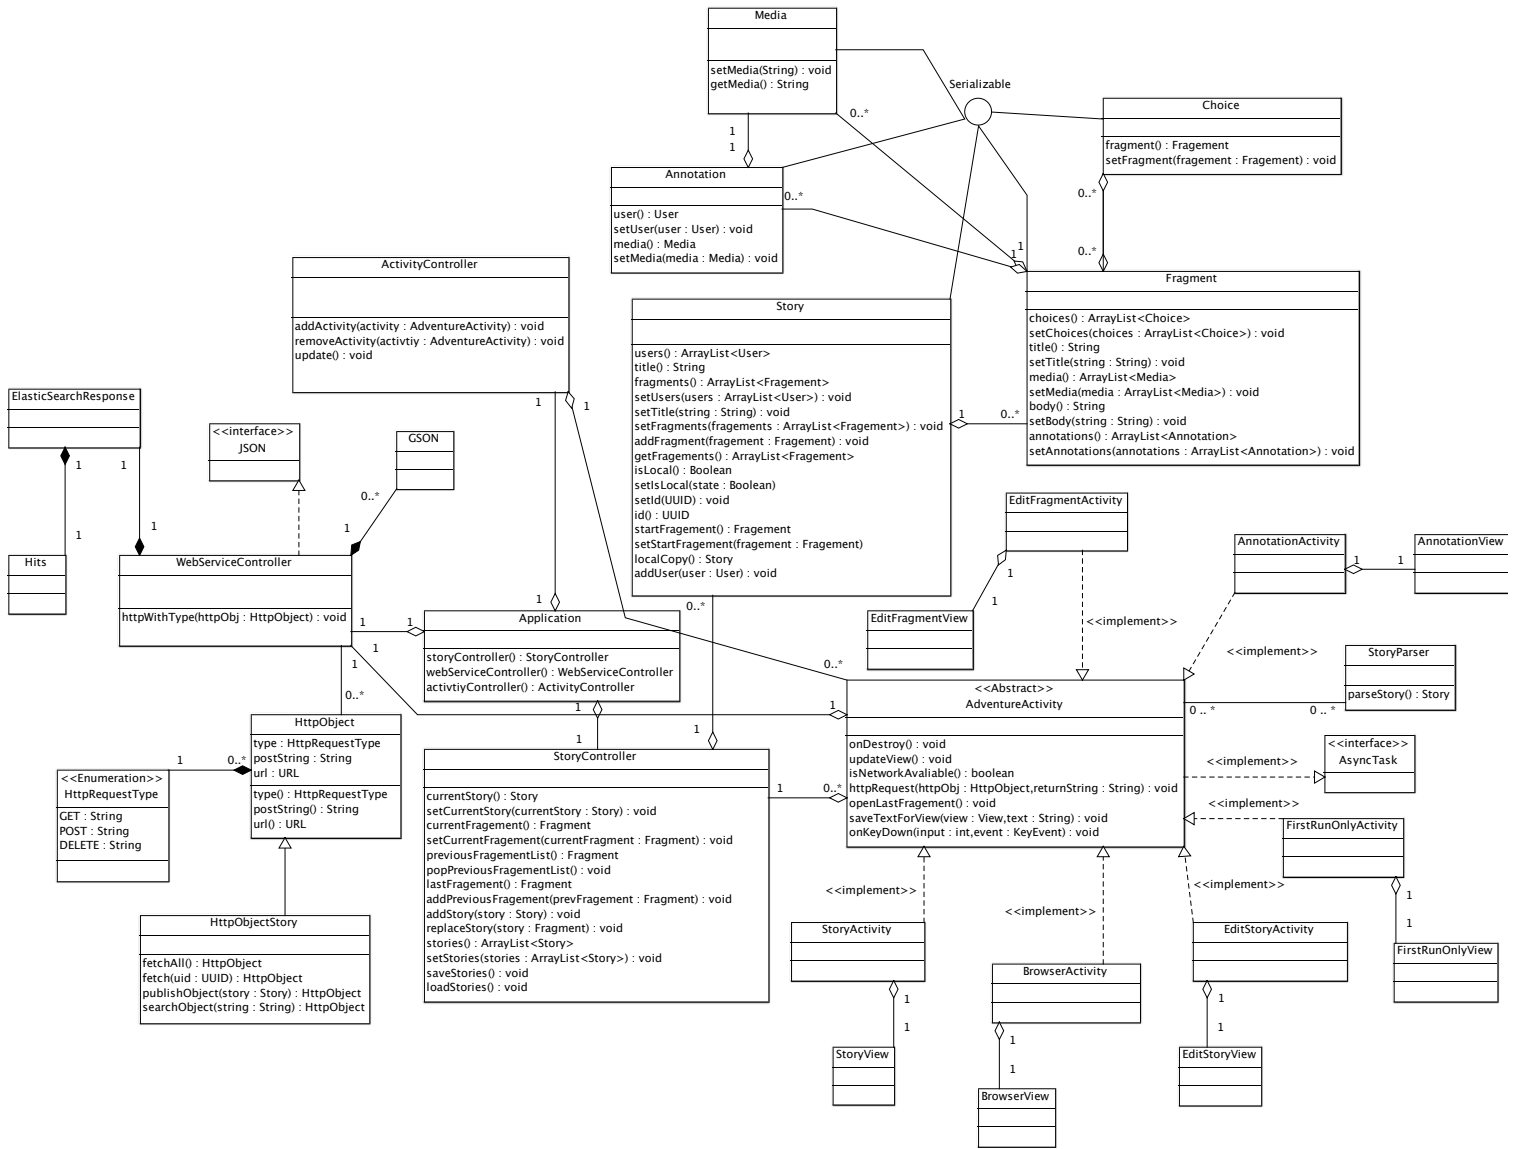 Media
setMedia(String) : void
getMedia() : String
Serializable
0..*
1
1
Choice
fragment() : Fragement
setFragment(fragement : Fragement) : void
0..*
0..*
Annotation
user() : User
setUser(user : User) : void
media() : Media
setMedia(media : Media) : void
0..*
1
1
Fragment
choices() : ArrayList<Choice>
setChoices(choices : ArrayList<Choice>) : void
title() : String
setTitle(string : String) : void
media() : ArrayList<Media>
setMedia(media : ArrayList<Media>) : void
body() : String
setBody(string : String) : void
annotations() : ArrayList<Annotation>
setAnnotations(annotations : ArrayList<Annotation>) : void
ActivityController
addActivity(activity : AdventureActivity) : void
removeActivity(activtiy : AdventureActivity) : void
update() : void
1
1
Story
users() : ArrayList<User>
title() : String
fragments() : ArrayList<Fragement>
setUsers(users : ArrayList<User>) : void
setTitle(string : String) : void
setFragments(fragements : ArrayList<Fragement>) : void
addFragment(fragement : Fragement) : void
getFragements() : ArrayList<Fragement>
isLocal() : Boolean
setIsLocal(state : Boolean)
setId(UUID) : void
id() : UUID
startFragement() : Fragement
setStartFragement(fragement : Fragement)
localCopy() : Story
addUser(user : User) : void
1
0..*
0..*
ElasticSearchResponse
1
1
1
1
Hits
<<interface>>
JSON
GSON
0..*
1
WebServiceController
httpWithType(httpObj : HttpObject) : void
1
1
1
1
0..*
1
Application
storyController() : StoryController
webServiceController() : WebServiceController
activtiyController() : ActivityController
1
1
1
HttpObject
type : HttpRequestType
postString : String
url : URL
type() : HttpRequestType
postString() : String
url() : URL
1
0..*
<<Enumeration>>
HttpRequestType
GET : String
POST : String
DELETE : String
HttpObjectStory
fetchAll() : HttpObject
fetch(uid : UUID) : HttpObject
publishObject(story : Story) : HttpObject
searchObject(string : String) : HttpObject
StoryController
currentStory() : Story
setCurrentStory(currentStory : Story) : void
currentFragement() : Fragment
setCurrentFragement(currentFragment : Fragment) : void
previousFragementList() : Fragment
popPreviousFragementList() : void
lastFragement() : Fragment
addPreviousFragement(prevFragement : Fragment) : void
addStory(story : Story) : void
replaceStory(story : Fragment) : void
stories() : ArrayList<Story>
setStories(stories : ArrayList<Story>) : void
saveStories() : void
loadStories() : void
1
0..*
EditFragmentActivity
1
1
EditFragmentView
<<implement>>
AnnotationActivity
1
1
AnnotationView
<<implement>>
0..*
1
<<Abstract>>
AdventureActivity
onDestroy() : void
updateView() : void
isNetworkAvaliable() : boolean
httpRequest(httpObj : HttpObject,returnString : String) : void
openLastFragement() : void
saveTextForView(view : View,text : String) : void
onKeyDown(input : int,event : KeyEvent) : void
StoryParser
parseStory() : Story
0 .. *
0 .. *
<<interface>>
AsyncTask
<<implement>>
<<implement>>
FirstRunOnlyActivity
1
1
FirstRunOnlyView
<<implement>>
<<implement>>
<<implement>>
StoryActivity
1
1
StoryView
BrowserActivity
1
1
BrowserView
EditStoryActivity
1
1
EditStoryView